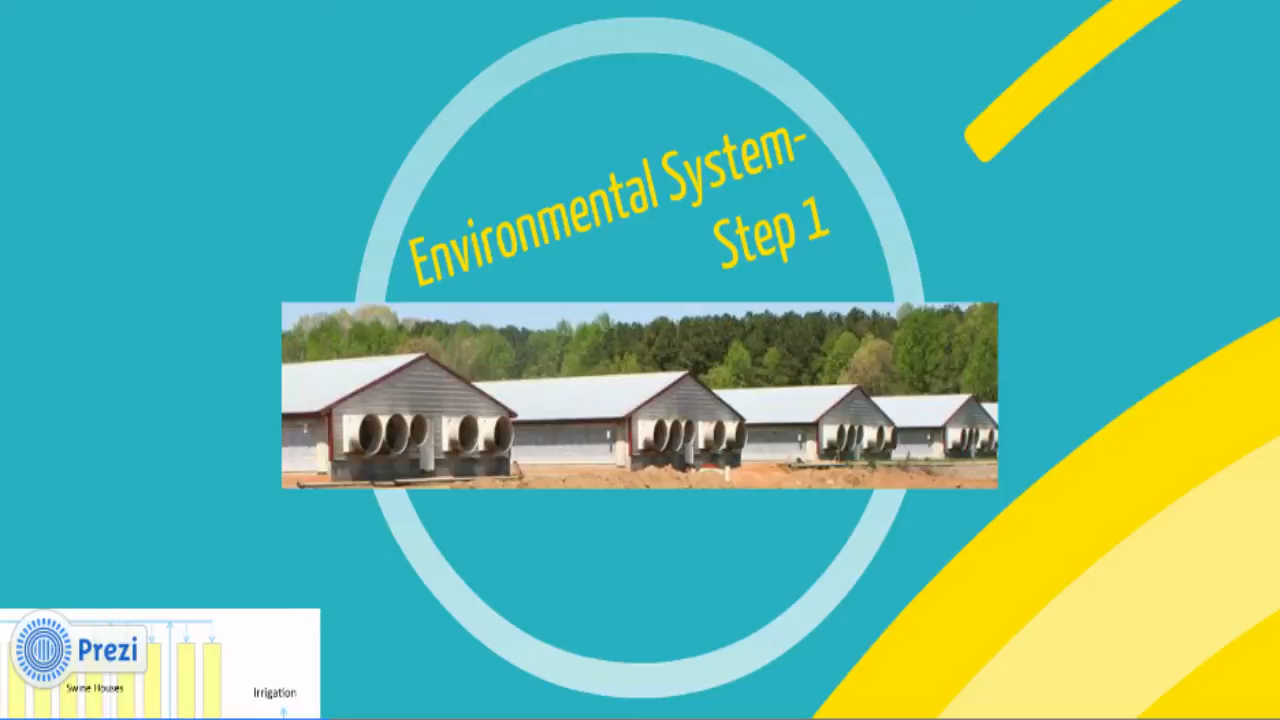 Environmental System-
Step 1
Prezi
Swine Houses
Irrigation